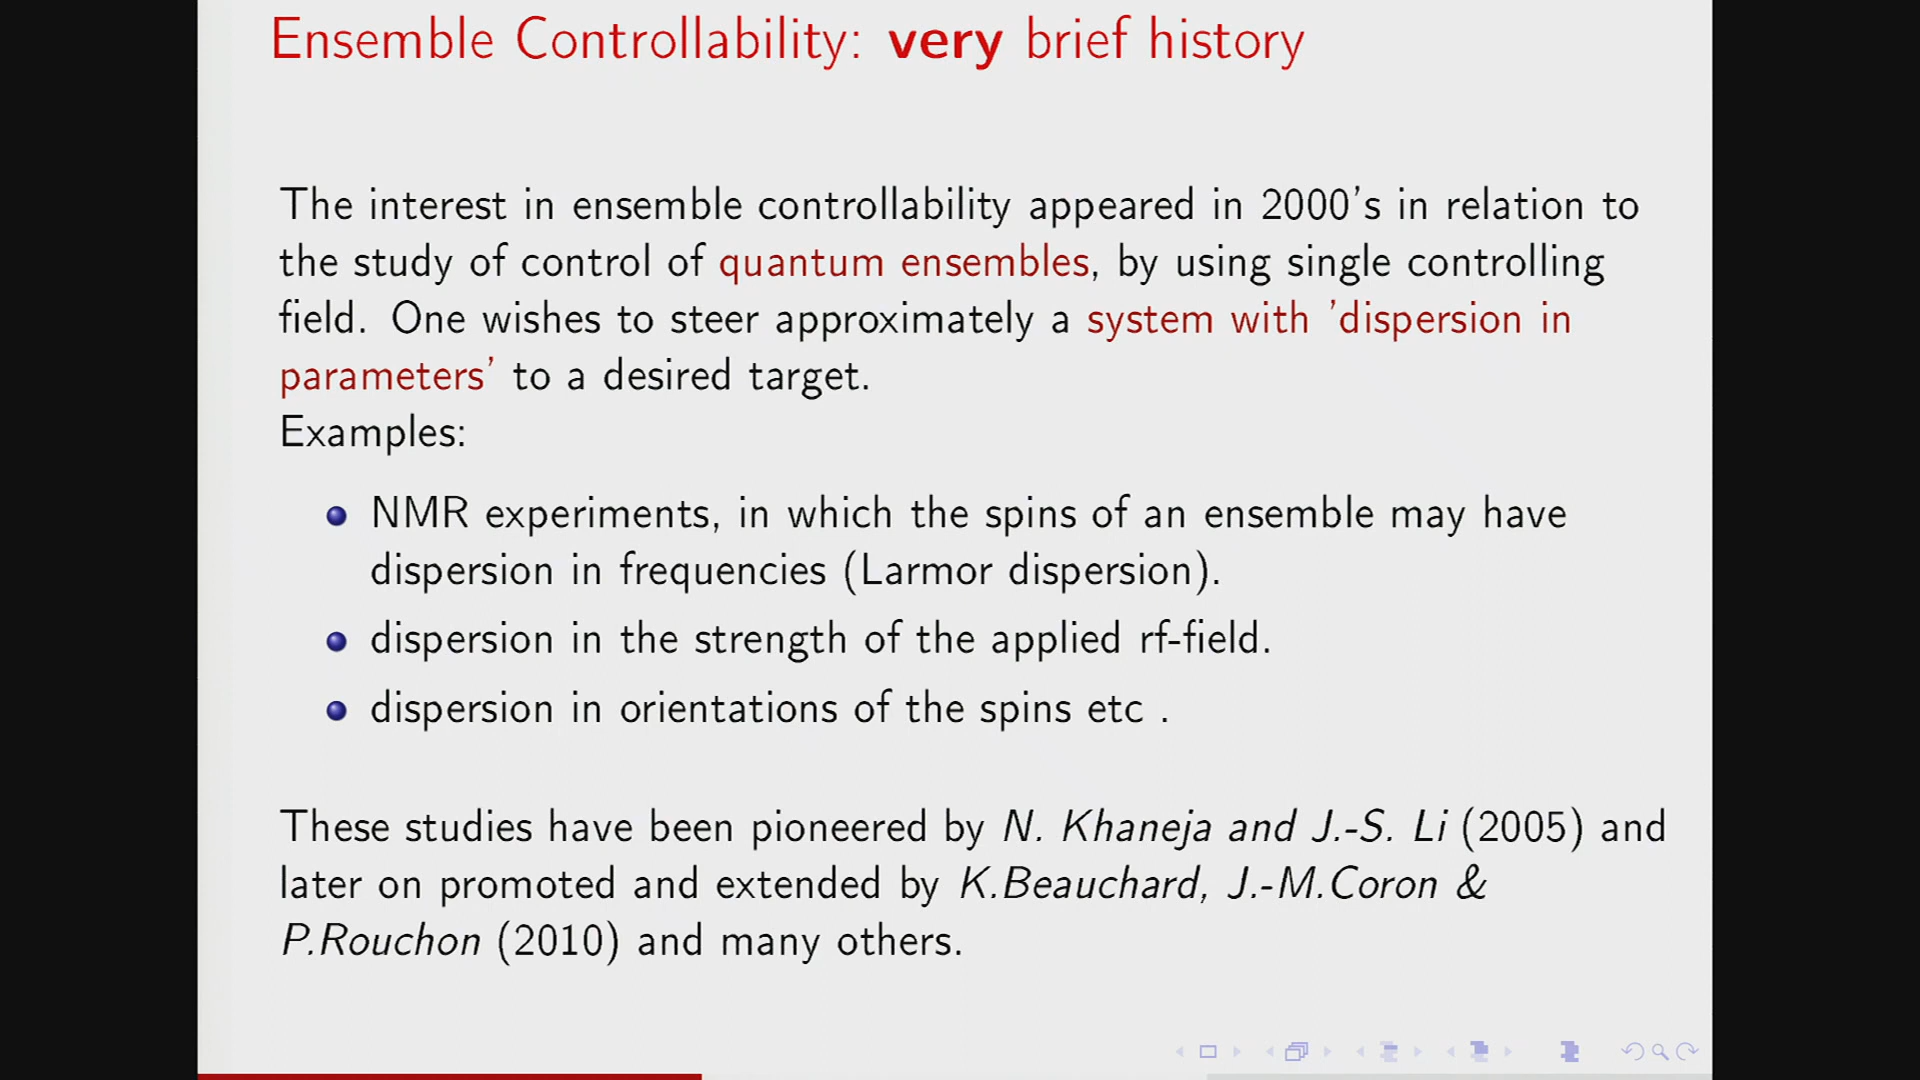 Ensemble Controllability: very brief history
The interest in ensemble controllability appeared in 2000's in relation to
the study of control of quantum ensembles, by using single controlling
field. One wishes to steer approximately a system with 'dispersion in
parameters' to a desired target.
Examples:
NMR experiments, in which the spins of an ensemble may have
dispersion in frequencies (Larmor dispersion).
dispersion in the strength of the applied rf-field.
dispersion in orientations of the spins etc .
These studies have been pioneered by N. Khaneja and J.-S. Li (2005) and
later on promoted and extended by K.Beauchard, J.-M.Coron &
P.Rouchon (2010) and many others.